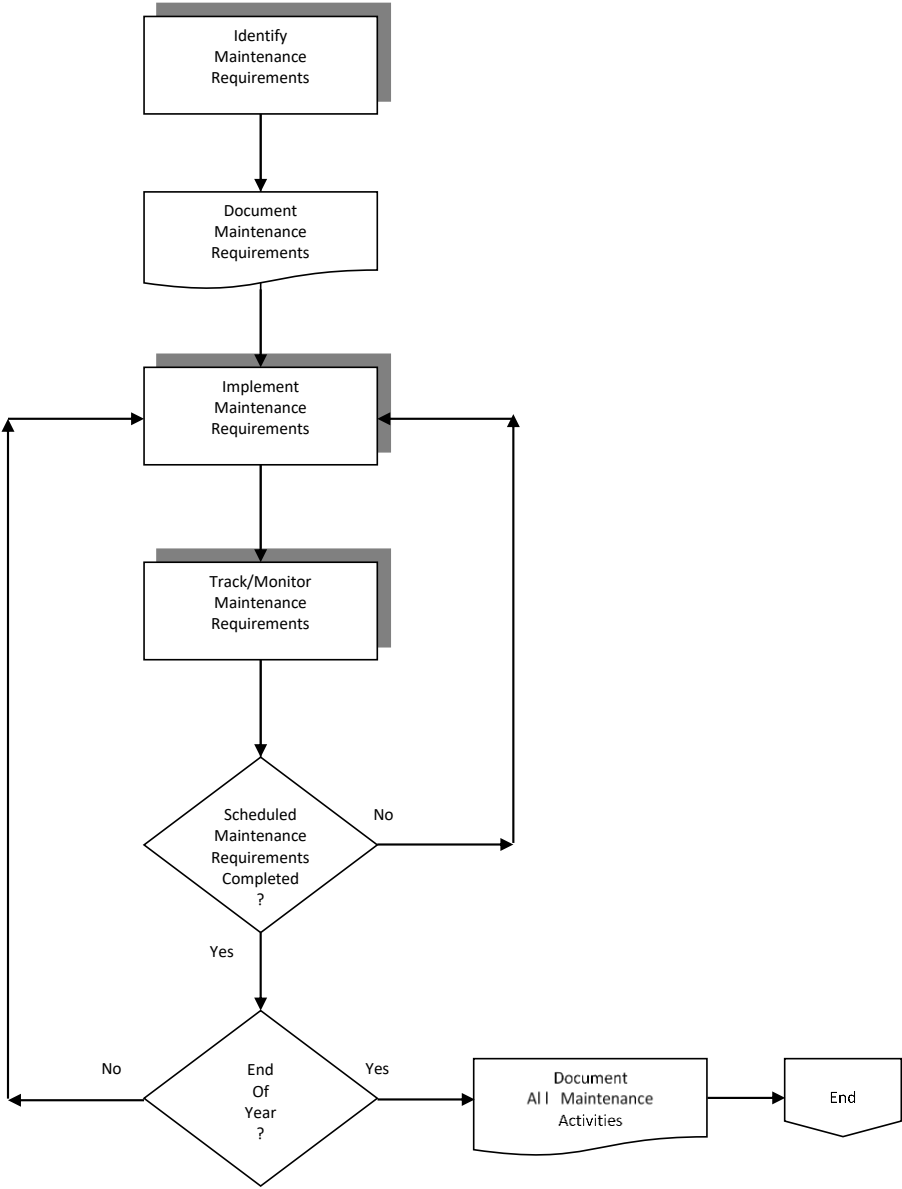 Identify
Maintenance
Requirements
Document
Maintenance
Requirements
Implement
Maintenance
Requirements
Track/Monitor
Maintenance
Requirements
Scheduled
Maintenance
Requirements
Completed
?
No
Yes
End
Of
Year
?
No
Yes
Document
All Maintenance
Activities
End